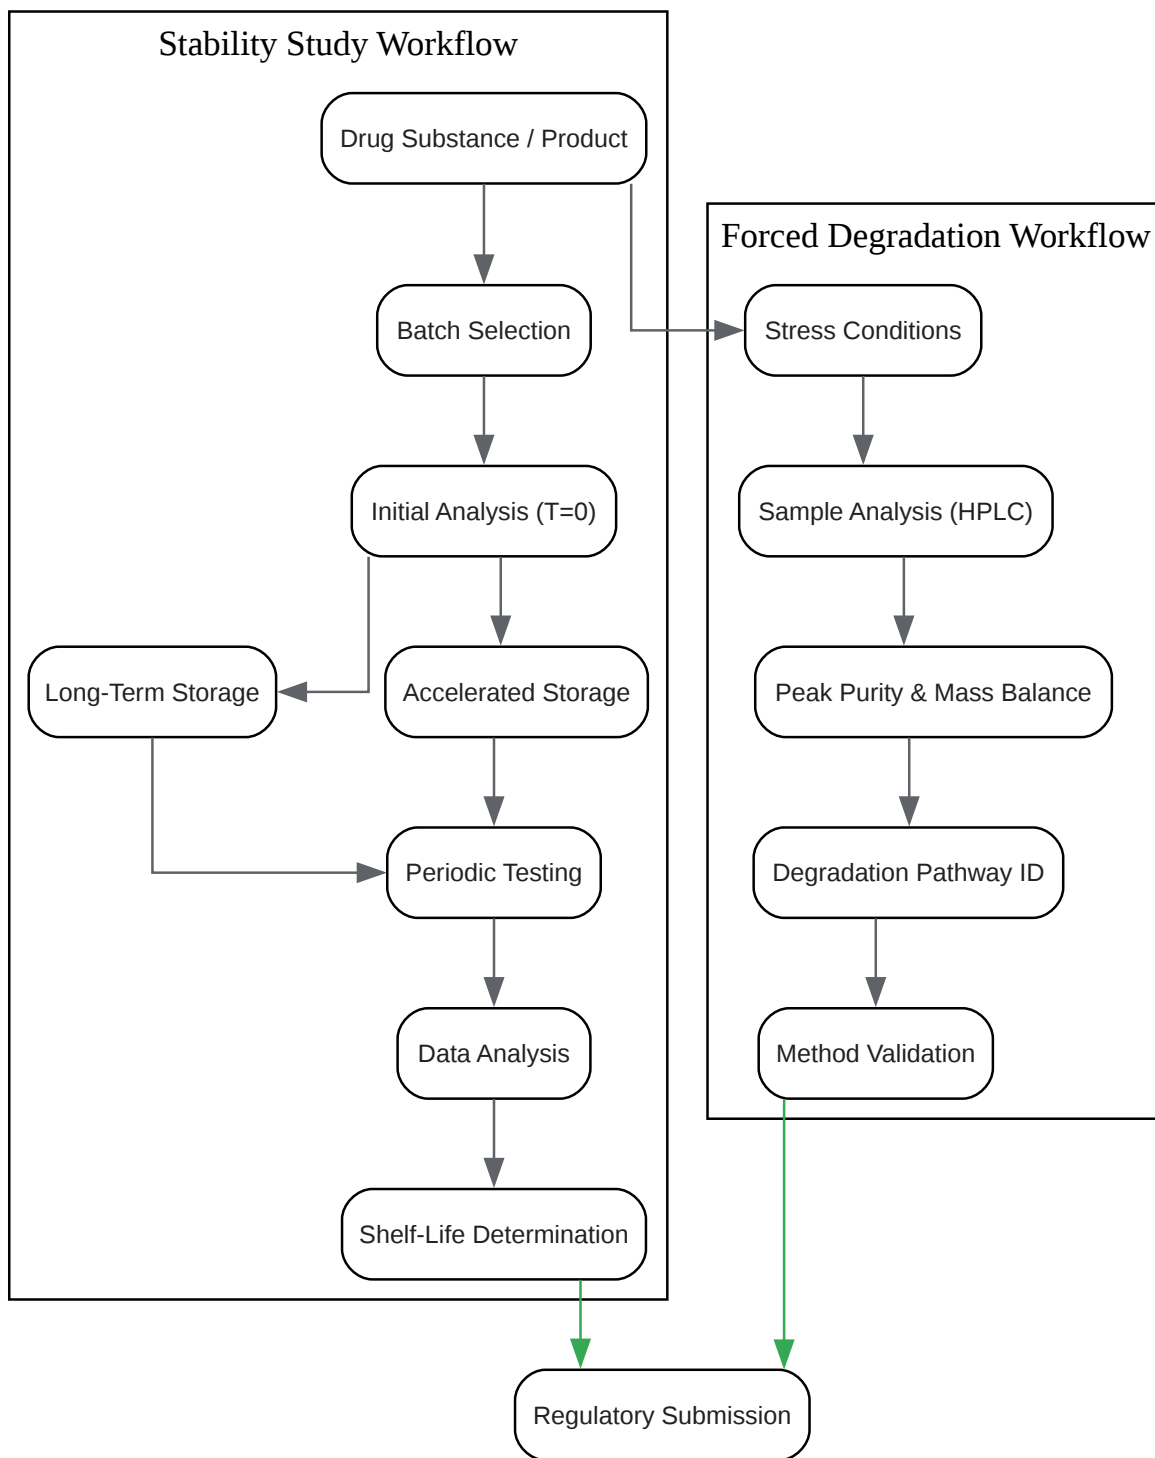 Stability Study Workflow
Drug Substance / Product
Batch Selection
Initial Analysis (T=0)
Long-Term Storage
Accelerated Storage
Periodic Testing
Data Analysis
Shelf-Life Determination
Forced Degradation Workflow
Stress Conditions
Sample Analysis (HPLC)
Peak Purity & Mass Balance
Degradation Pathway ID
Method Validation
Regulatory Submission